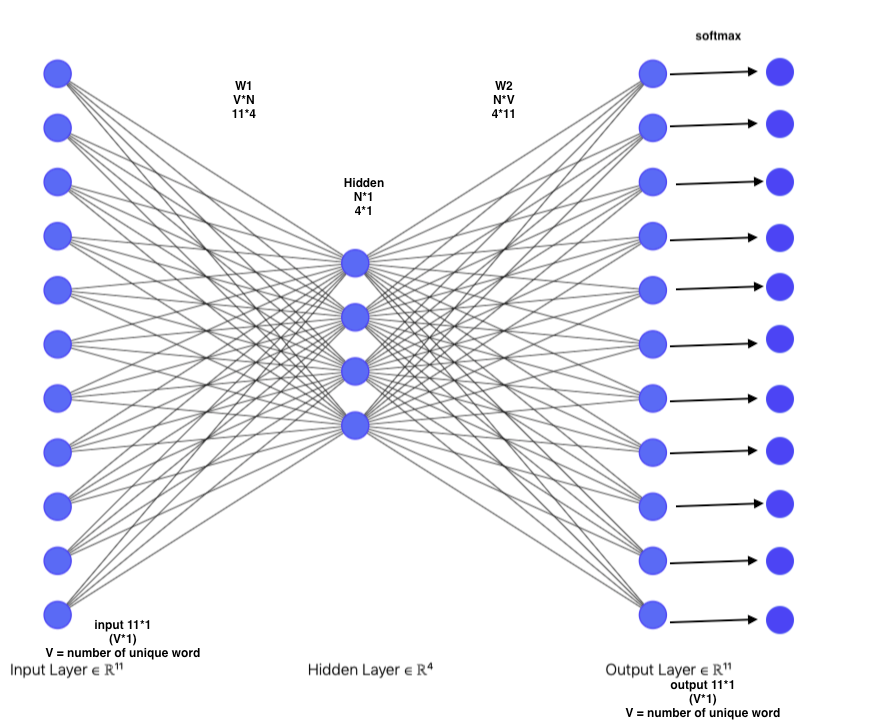 softmax
W1
V*N
11*4
W2
N*V
4*11
Hidden
N*1
4*1
input 11*1
(V*1)
V = number of unique word
Input Layer ∈ ℝ¹¹
Hidden Layer ∈ ℝ⁴
Output Layer ∈ ℝ¹¹
output 11*1
(V*1)
V = number of unique word